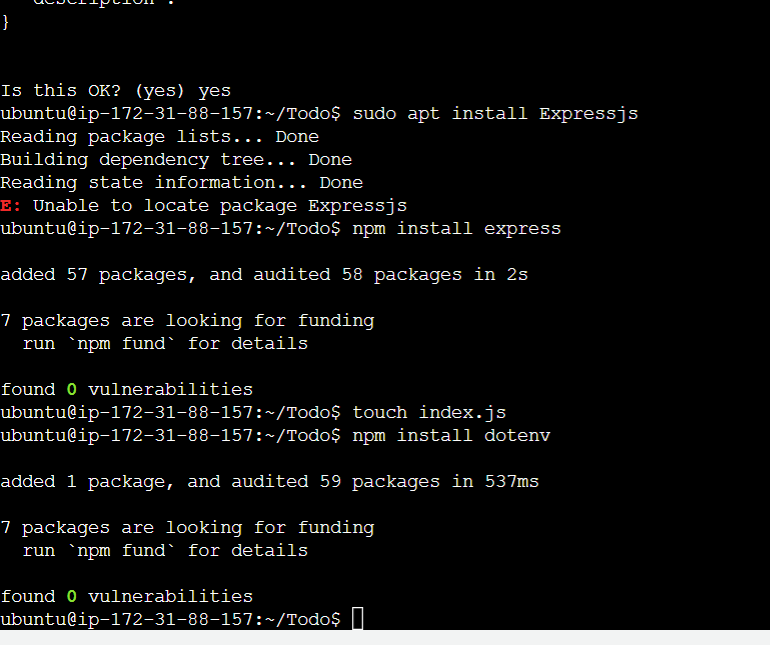 description :
}
Is this OK? (yes) yes
ubuntu@ip-172-31-88-157:~/Todo$ sudo apt install Expressjs
Reading package lists... Done
Building dependency tree... Done
Reading state information... Done
E: Unable to locate package Expressjs
ubuntu@ip-172-31-88-157:~/Todo$ npm install express
added 57 packages, and audited 58 packages in 2s
7 packages are looking for funding
  run `npm fund` for details
found 0 vulnerabilities
ubuntu@ip-172-31-88-157:~/Todo$ touch index.js
ubuntu@ip-172-31-88-157:~/Todo$ npm install dotenv
added 1 package, and audited 59 packages in 537ms
7 packages are looking for funding
  run `npm fund` for details
found 0 vulnerabilities
ubuntu@ip-172-31-88-157:~/Todo$